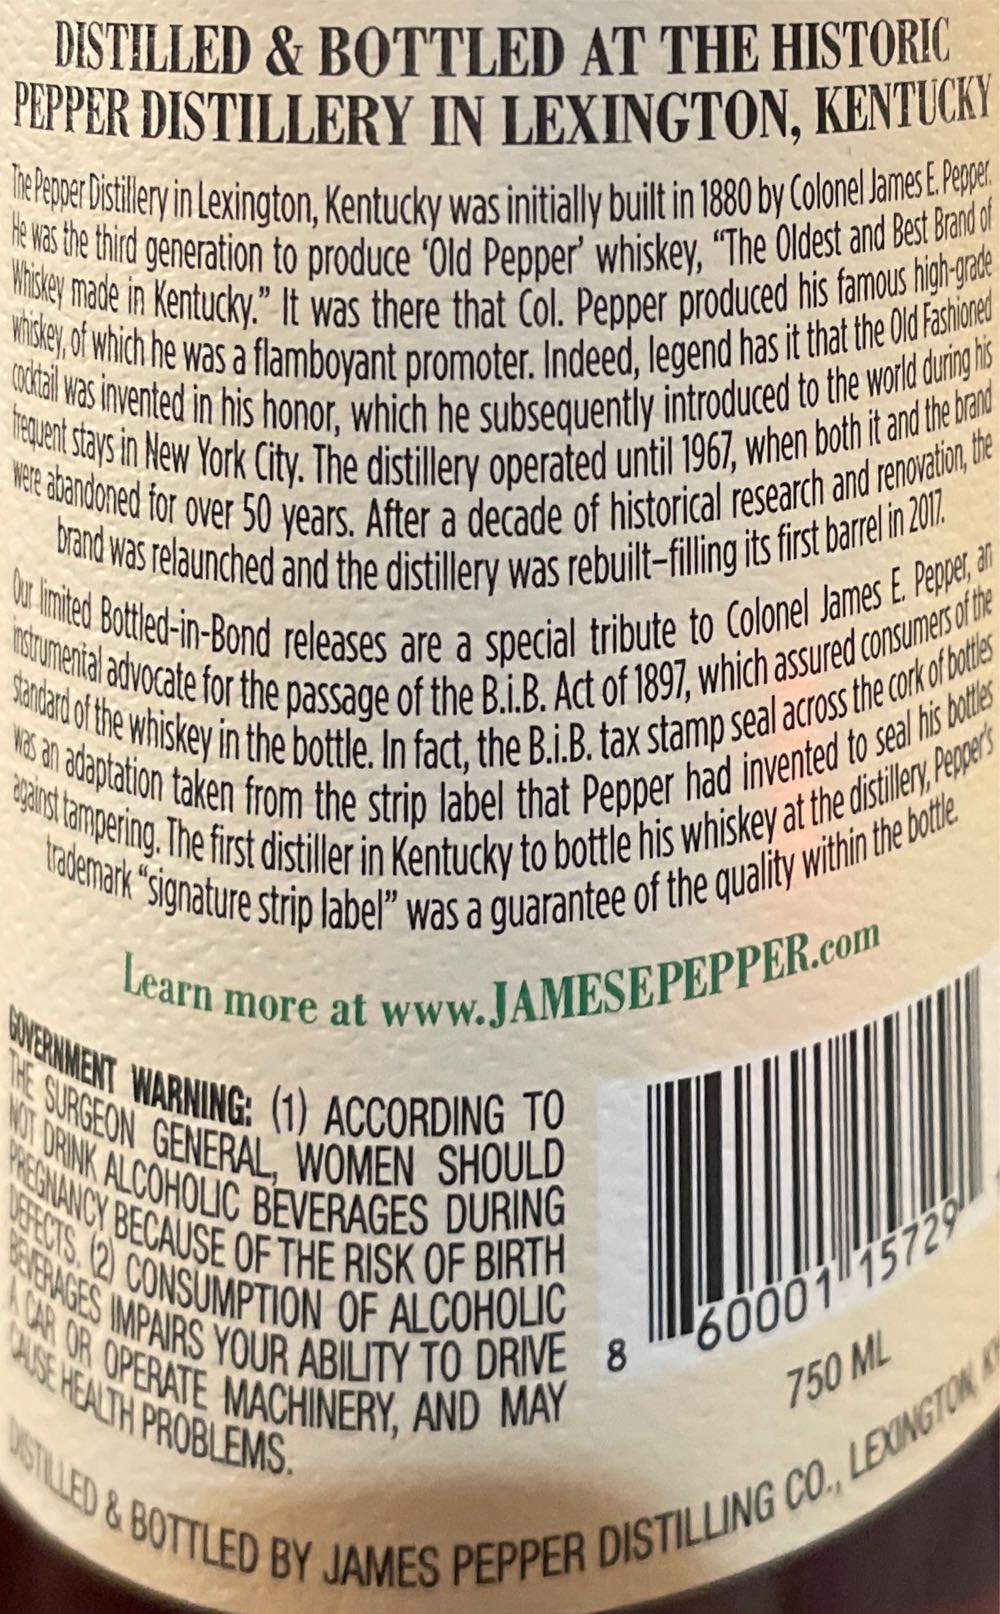 DISTILLED & BOTTLED AT THE HISTORIC
PEPPER DISTILLERY IN LEXINGTON, KENTUCKY
The Pepper Distillery in Lexington, Kentucky was initially built in 1880 by Colonel James E. Pepper.
He was the third generation to produce ‘Old Pepper’ whiskey, “The Oldest and Best Brand of
Whiskey made in Kentucky.” It was there that Col. Pepper produced his famous high-grade
whiskey, of which he was a flamboyant promoter. Indeed, legend has it that the Old Fashioned
cocktail was invented in his honor, which he subsequently introduced to the world during his
frequent stays in New York City. The distillery operated until 1967, when both it and the brand
were abandoned for over 50 years. After a decade of historical research and renovation, the
brand was relaunched and the distillery was rebuilt–filling its first barrel in 2017.
Our limited Bottled-in-Bond releases are a special tribute to Colonel James E. Pepper, an
instrumental advocate for the passage of the B.i.B. Act of 1897, which assured consumers of the
standard of the whiskey in the bottle. In fact, the B.i.B. tax stamp seal across the cork of bottles
was an adaptation taken from the strip label that Pepper had invented to seal his bottles
against tampering. The first distiller in Kentucky to bottle his whiskey at the distillery, Pepper's
trademark “signature strip label” was a guarantee of the quality within the bottle.
Learn more at www.JAMESEPEPPER.com
GOVERNMENT WARNING: (1) ACCORDING TO
THE SURGEON GENERAL, WOMEN SHOULD
NOT DRINK ALCOHOLIC BEVERAGES DURING
PREGNANCY BECAUSE OF THE RISK OF BIRTH
DEFECTS. (2) CONSUMPTION OF ALCOHOLIC
BEVERAGES IMPAIRS YOUR ABILITY TO DRIVE
A CAR OR OPERATE MACHINERY, AND MAY
CAUSE HEALTH PROBLEMS.
8 60001 15729
750 ML
DISTILLED & BOTTLED BY JAMES PEPPER DISTILLING CO., LEXINGTON,